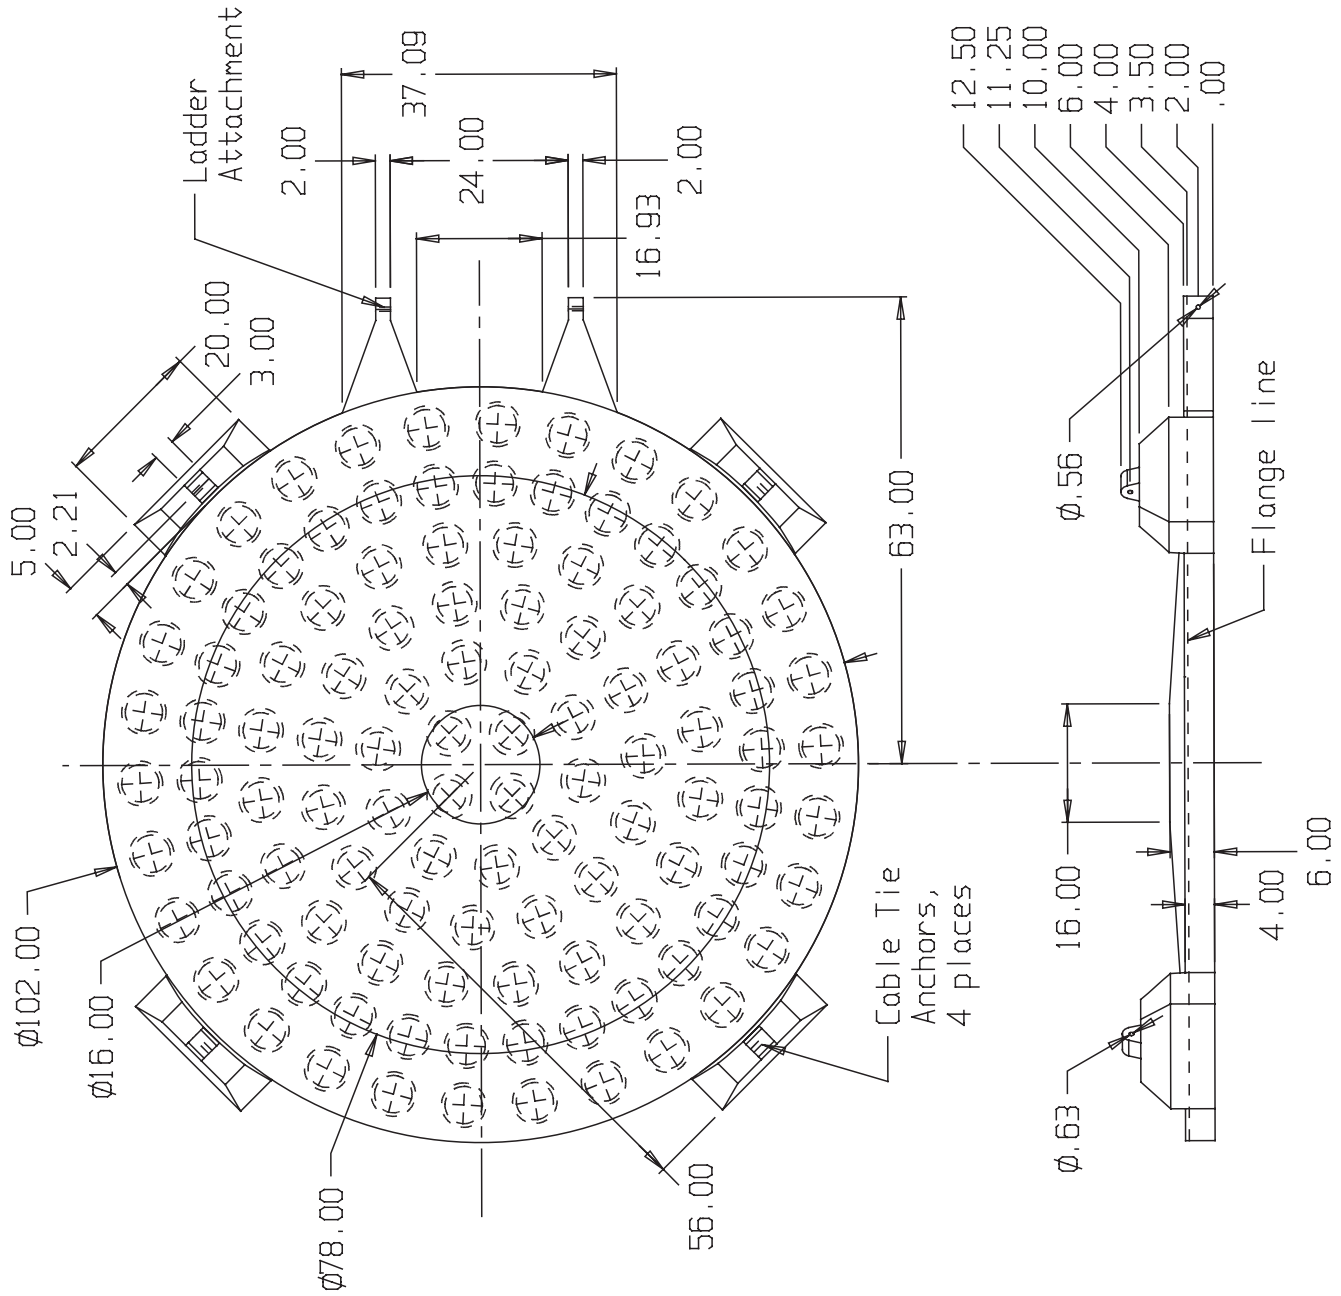 Ladder
Attachment
37.09
2.00
24.00
2.00
16.93
20.00
3.00
5.00
2.21
63.00
Ø102.00
Ø16.00
Ø78.00
56.00
Cable Tie
Anchors,
4 places
12.50
11.25
10.00
6.00
4.00
3.50
2.00
.00
Ø.56
Flange line
16.00
4.00
6.00
Ø.63